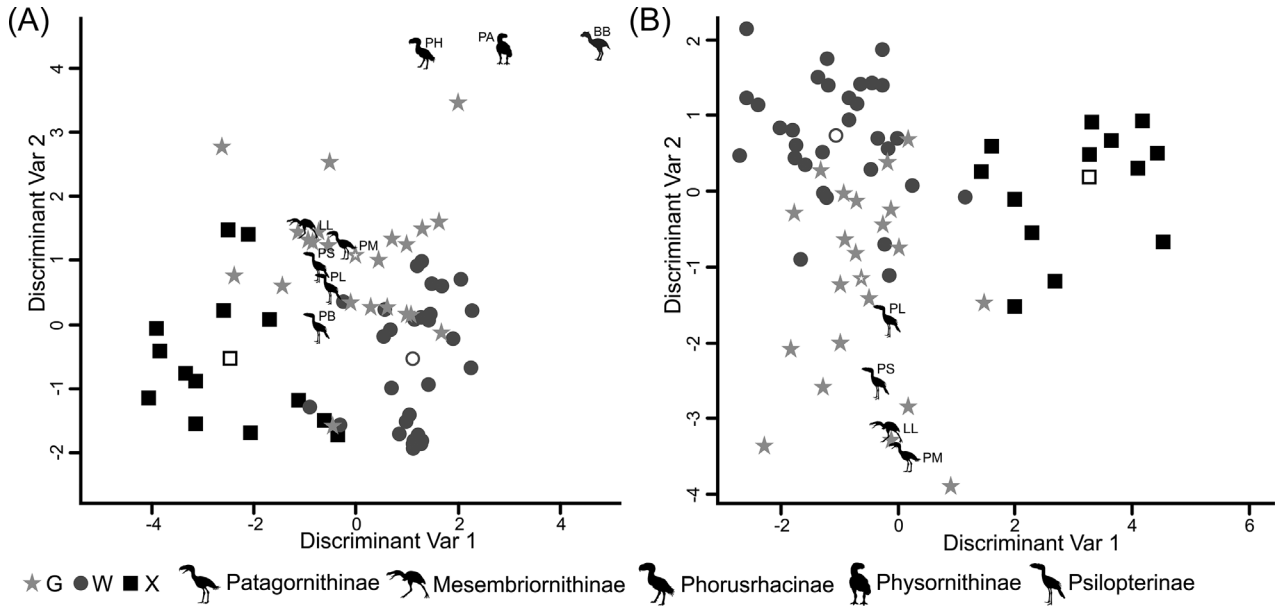 (A)
(B)
PH
PA
BB
LL
PM
PS
PL
PB
Discriminant Var 2
4
3
2
1
0
-1
-2
-4
-2
0
2
4
Discriminant Var 1
PL
PS
LL
PM
Discriminant Var 2
2
1
0
-1
-2
-3
-4
-2
0
2
4
6
Discriminant Var 1
G W X Patagornithinae Mesembriornithinae Phorusrhacinae Physornithinae Psilopterinae